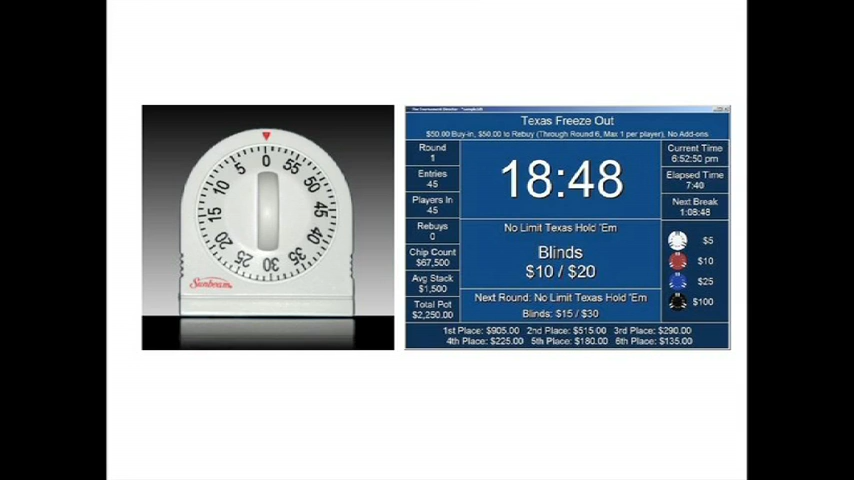 0
55
50
45
40
35
30
25
20
15
10
5
Sunbeam
Texas Freeze Out
$50.00 Buy-in, $50.00 to Rebuy (Through Round 6, Max 1 per player), No Add-ons
Round
1
Entries
45
Players In
45
Rebuys
0
Chip Count
$67,500
Avg Stack
$1,500
Total Pot
$2,250.00
18:48
No Limit Texas Hold 'Em
Blinds
$10 / $20
Next Round: No Limit Texas Hold 'Em
Blinds: $15 / $30
Current Time
6:52:50 pm
Elapsed Time
7:40
Next Break
1:08:48
$5
$10
$25
$100
1st Place: $905.00 2nd Place: $515.00 3rd Place: $290.00
4th Place: $225.00 5th Place: $180.00 6th Place: $135.00